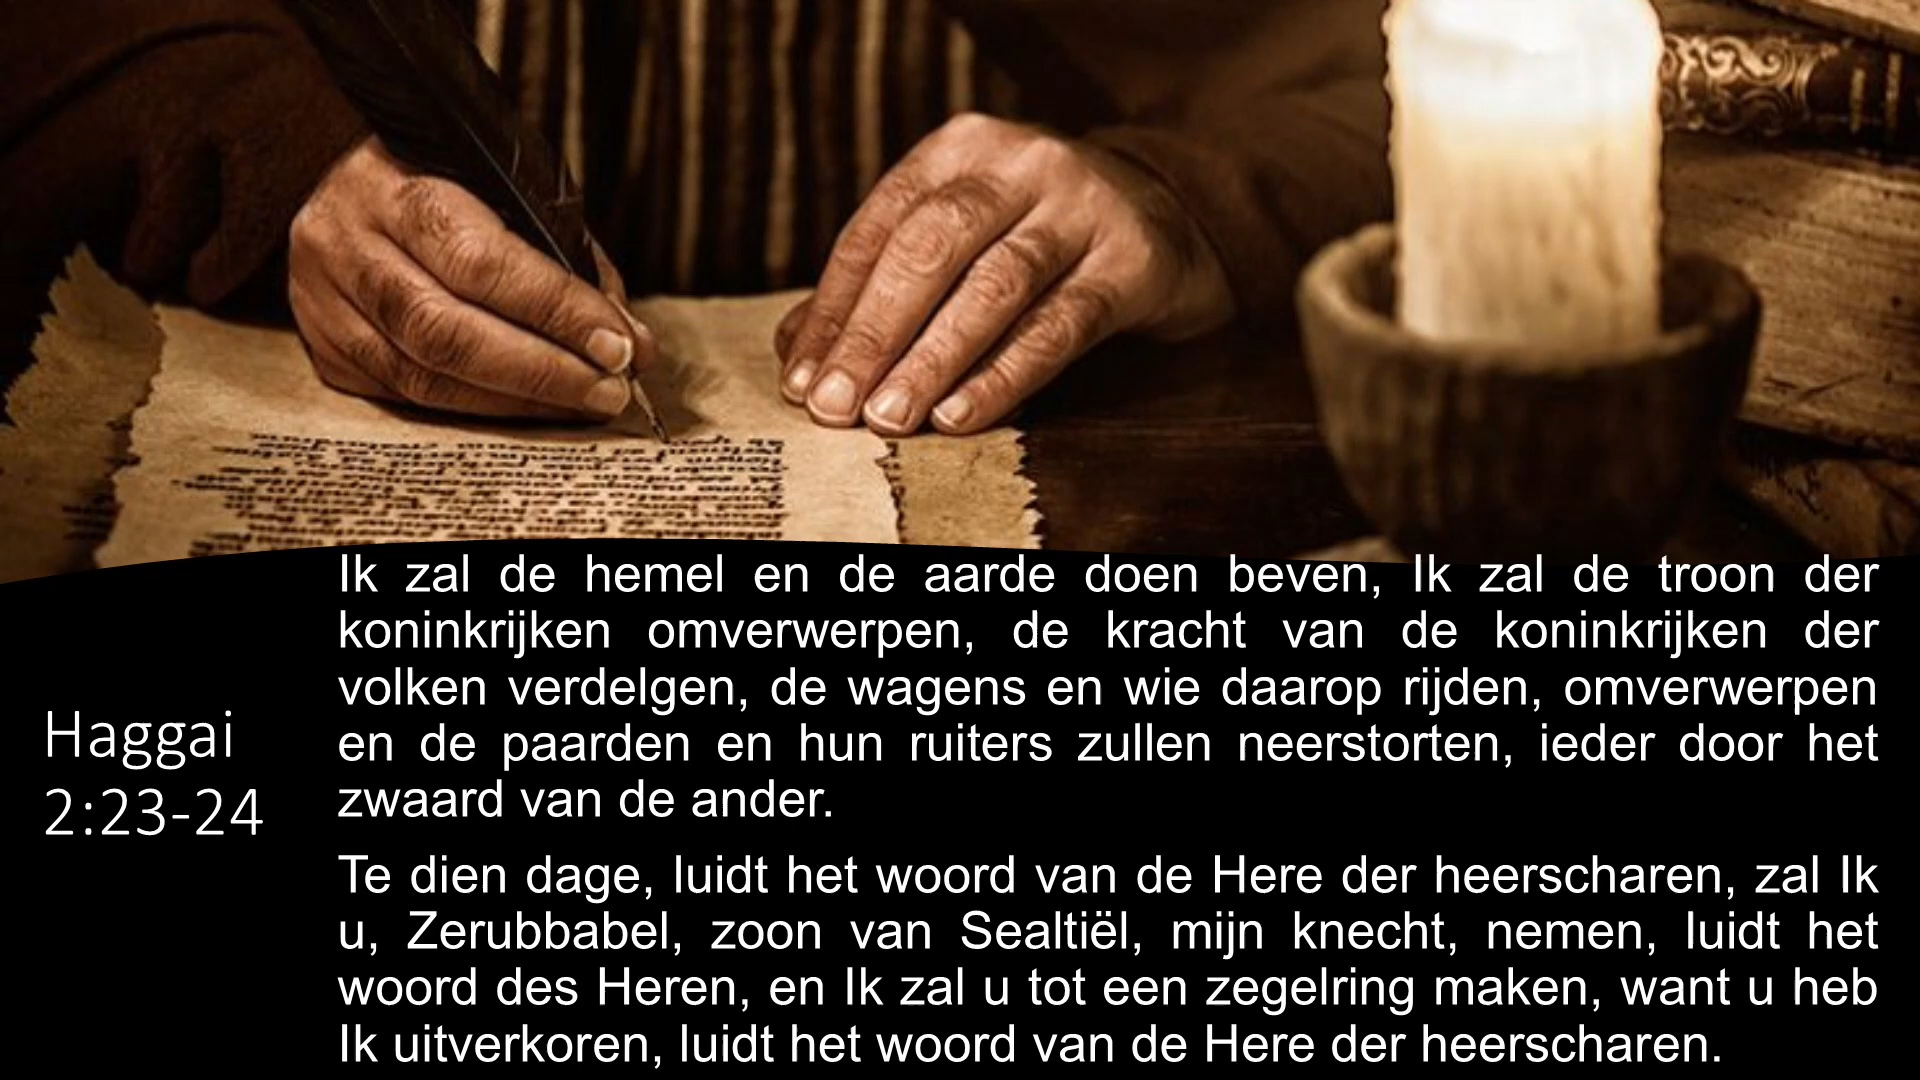 Haggai
2:23-24
Ik zal de hemel en de aarde doen beven, Ik zal de troon der
koninkrijken omverwerpen, de kracht van de koninkrijken der
volken verdelgen, de wagens en wie daarop rijden, omverwerpen
en de paarden en hun ruiters zullen neerstorten, ieder door het
zwaard van de ander.
Te dien dage, luidt het woord van de Here der heerscharen, zal Ik
u, Zerubbabel, zoon van Sealtiël, mijn knecht, nemen, luidt het
woord des Heren, en Ik zal u tot een zegelring maken, want u heb
Ik uitverkoren, luidt het woord van de Here der heerscharen.